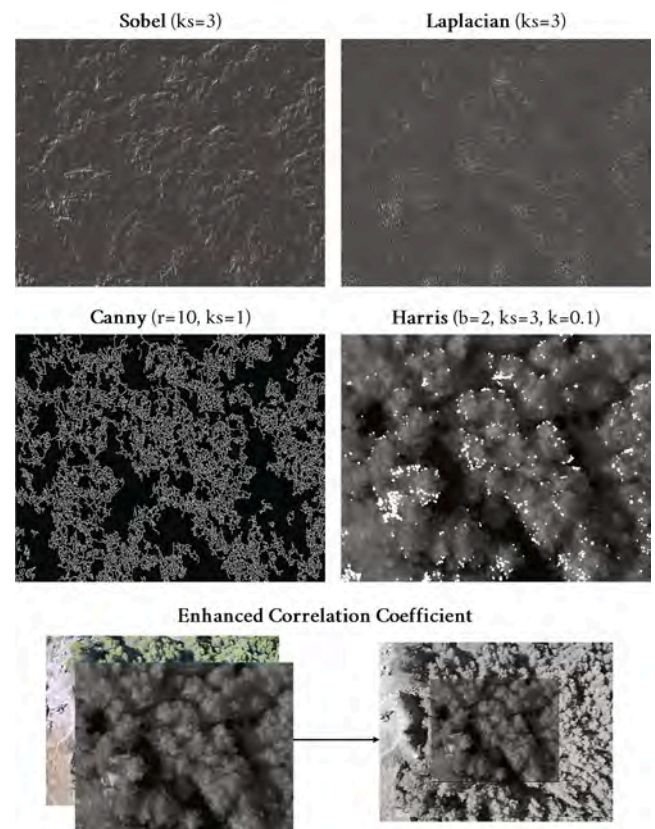 Sobel (ks=3)
Laplacian (ks=3)
Canny (r=10, ks=1)
Harris (b=2, ks=3, k=0.1)
Enhanced Correlation Coefficient